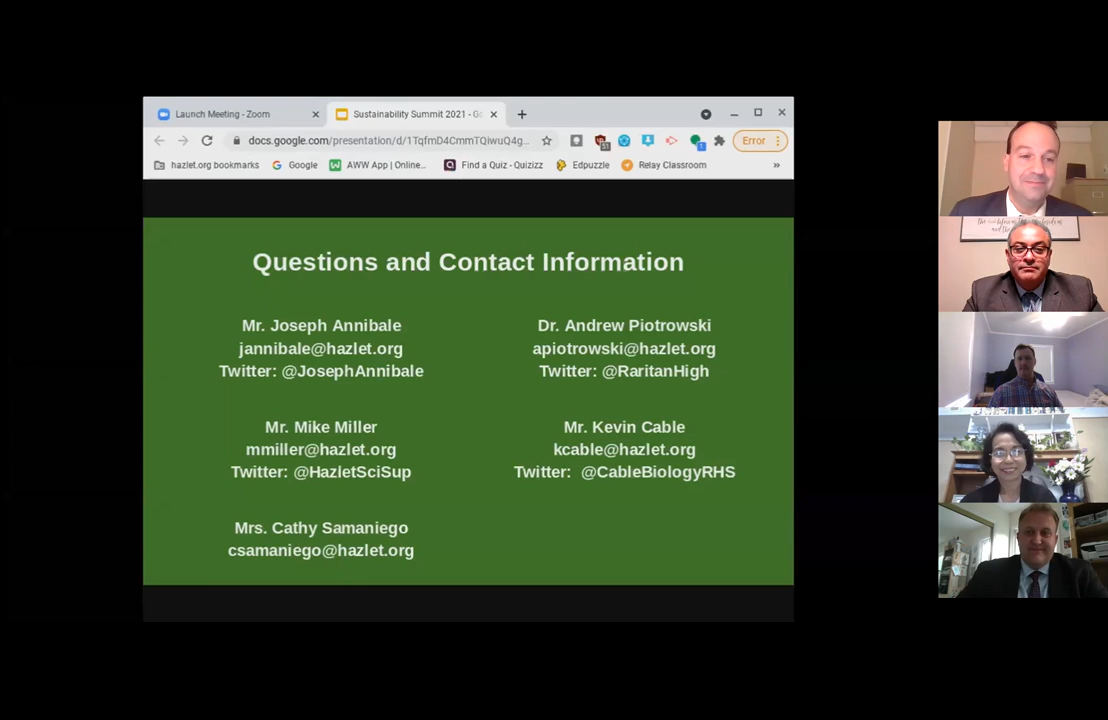 Launch Meeting - Zoom
Sustainability Summit 2021 - Go
docs.google.com/presentation/d/1TqfmD4CmmTQiwuQ4g...
Error
hazlet.org bookmarks
Google
AWW App | Online...
Find a Quiz - Quizizz
Edpuzzle
Relay Classroom
»
Questions and Contact Information
Mr. Joseph Annibale
jannibale@hazlet.org
Twitter: @JosephAnnibale
Dr. Andrew Piotrowski
apiotrowski@hazlet.org
Twitter: @RaritanHigh
Mr. Mike Miller
mmiller@hazlet.org
Twitter: @HazletSciSup
Mr. Kevin Cable
kcable@hazlet.org
Twitter: @CableBiologyRHS
Mrs. Cathy Samaniego
csamaniego@hazlet.org